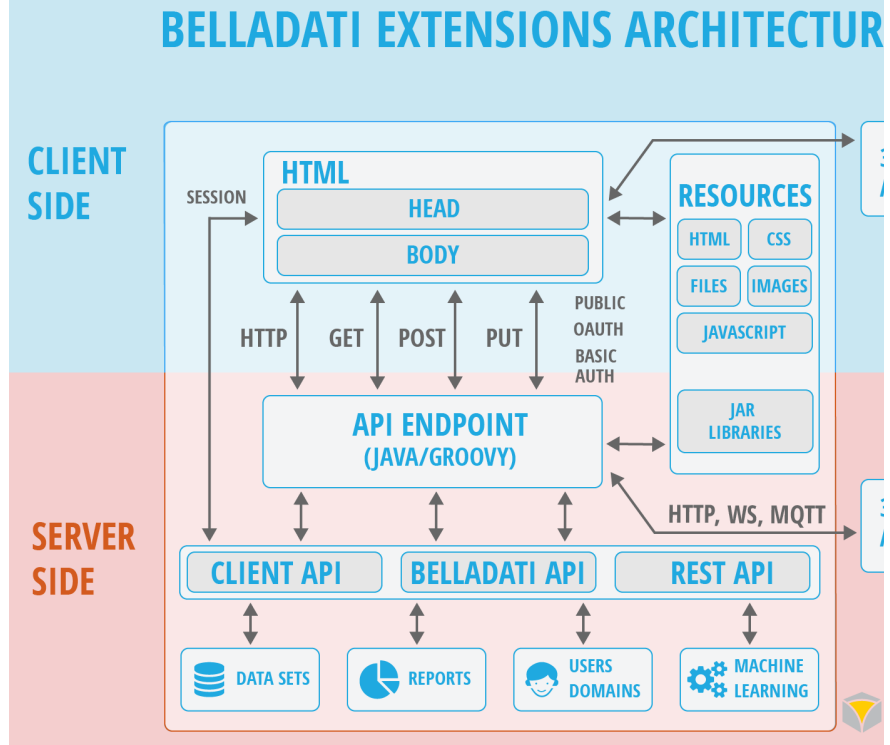 BELLADATI EXTENSIONS ARCHITECTUR
CLIENT
SIDE
SESSION
HTML
HEAD
BODY
RESOURCES
HTML
CSS
FILES
IMAGES
JAVASCRIPT
JAR
LIBRARIES
HTTP
GET
POST
PUT
PUBLIC
OAUTH
BASIC
AUTH
API ENDPOINT
(JAVA/GROOVY)
HTTP, WS, MQTT
SERVER
SIDE
CLIENT API
BELLADATI API
REST API
DATA SETS
REPORTS
USERS
DOMAINS
MACHINE
LEARNING